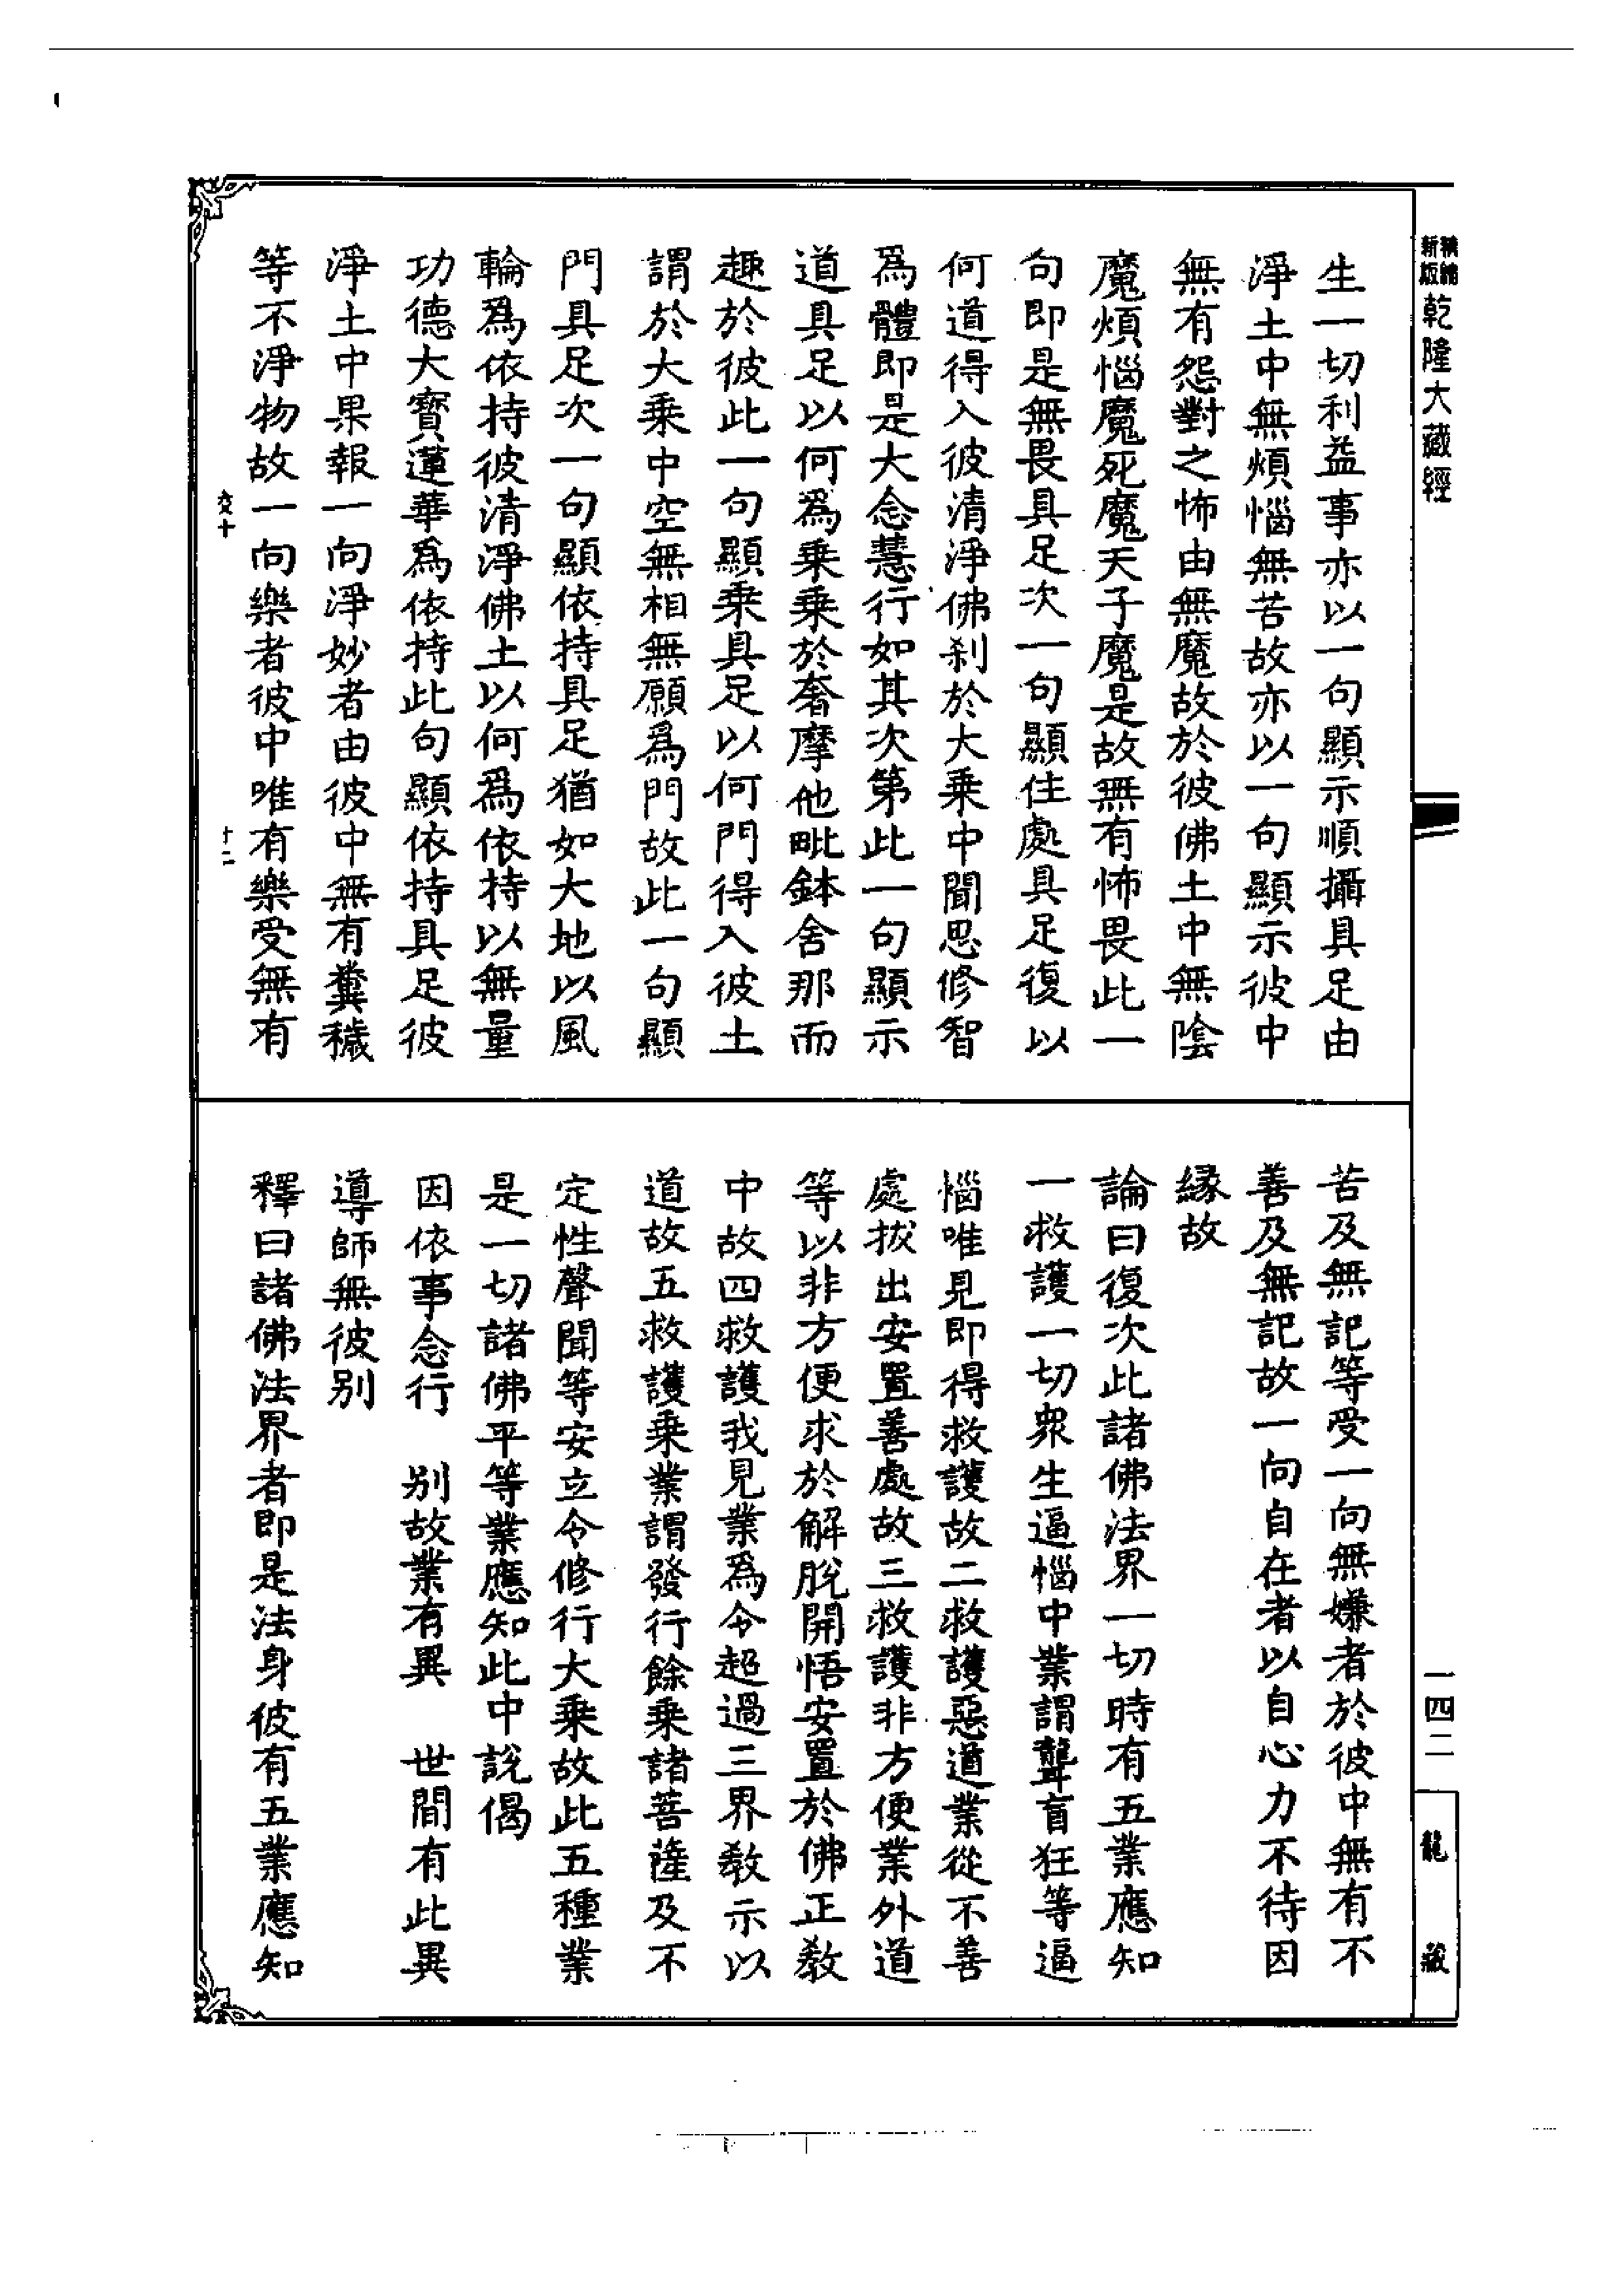 新版 精縮 乾隆大藏經
生一切利益事亦以一句顯示順攝具足由
淨土中無煩惱無苦故亦以一句顯示彼中
無有怨對之怖由無魔故於彼佛土中無陰
魔煩惱魔死魔天子魔是故無有怖畏此一
句即是無畏具足次一句顯住處具足復以
何道得入彼清淨佛刹於大乘中聞思修智
為體即是大念慧行如其次第此一句顯示
道具足以何爲乘乘於奢摩他毗鉢舍那而
趣於彼此一句顯乘具足以何門得入彼土
謂於大乘中空無相無願爲門故此一句顯
門具足次一句顯依持具足猶如大地以風
輪爲依持彼清淨佛土以何爲依持以無量
功德大寶蓮華爲依持此句顯依持具足彼
淨土中果報一向淨妙者由彼中無有糞穢
等不淨物故一向樂者彼中唯有樂受無有
交十
十二
苦及無記等受一向無嫌者於彼中無有不
善及無記故一向自在者以自心力不待因
緣故
論曰復次此諸佛法界一切時有五業應知
一救護一切衆生逼惱中業謂聾盲狂等逼
惱唯見即得救護故二救護惡道業從不善
處拔出安置善處故三救護非方便業外道
等以非方便求於解脫開悟安置於佛正教
中故四救護我見業爲令超過三界教示以
道故五救護乘業謂發行餘乘諸菩薩及不
定性聲聞等安立令修行大乘故此五種業
是一切諸佛平等業應知此中說偈
因依事念行 別故業有異 世間有此異
導師無彼別
釋曰諸佛法界者即是法身彼有五業應知
一四二
龍 藏